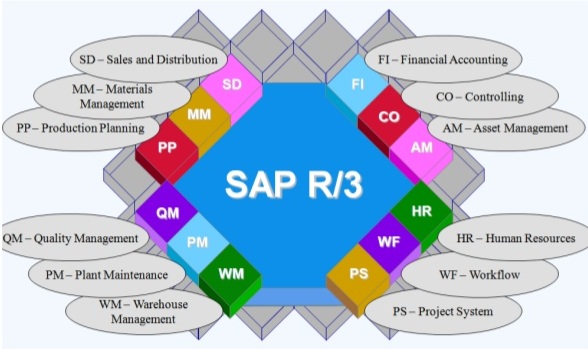 SD – Sales and Distribution
MM – Materials
Management
PP – Production Planning
SD
MM
PP
FI – Financial Accounting
CO – Controlling
AM – Asset Management
FI
CO
AM
SAP R/3
QM
PM
WM
HR
WF
PS
QM – Quality Management
PM – Plant Maintenance
WM – Warehouse
Management
HR – Human Resources
WF – Workflow
PS – Project System